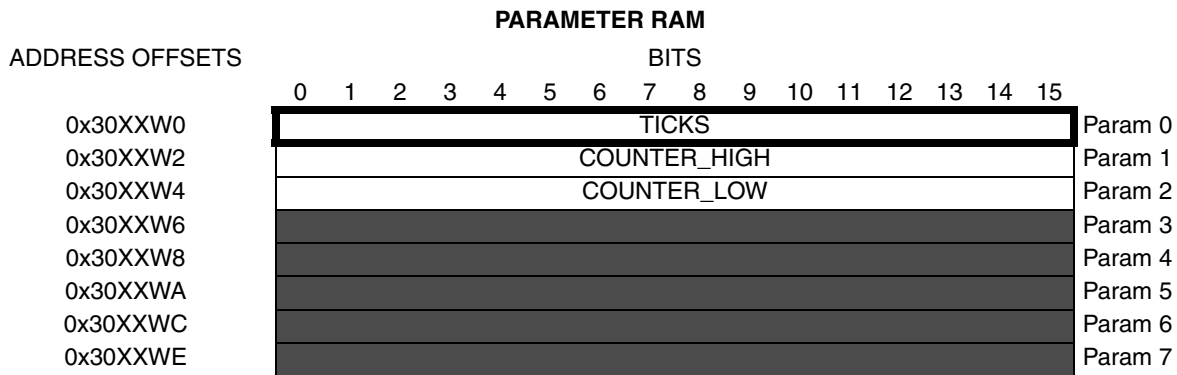 PARAMETER RAM
ADDRESS OFFSETS BITS
0 1 2 3 4 5 6 7 8 9 10 11 12 13 14 15
0x30XXW0 TICKS Param 0
0x30XXW2 COUNTER_HIGH Param 1
0x30XXW4 COUNTER_LOW Param 2
0x30XXW6 Param 3
0x30XXW8 Param 4
0x30XXWA Param 5
0x30XXWC Param 6
0x30XXWE Param 7